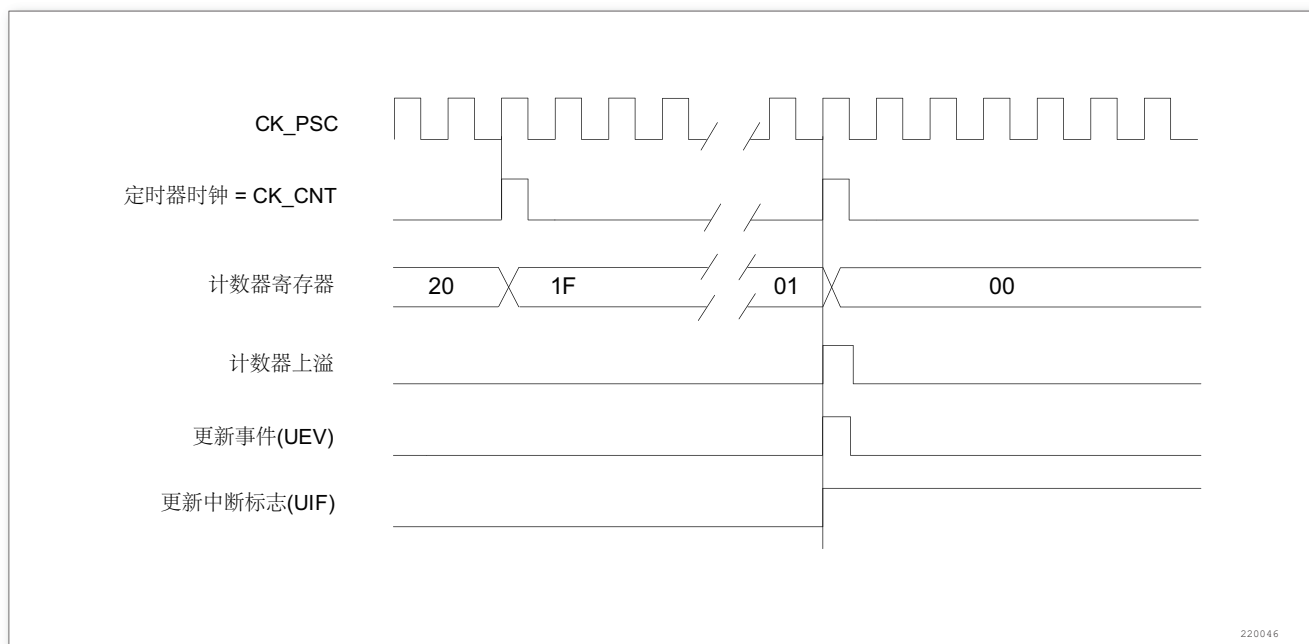 CK_PSC
定时器时钟 = CK_CNT
计数器寄存器
20 1F 01 00
计数器上溢
更新事件(UEV)
更新中断标志(UIF)
220046